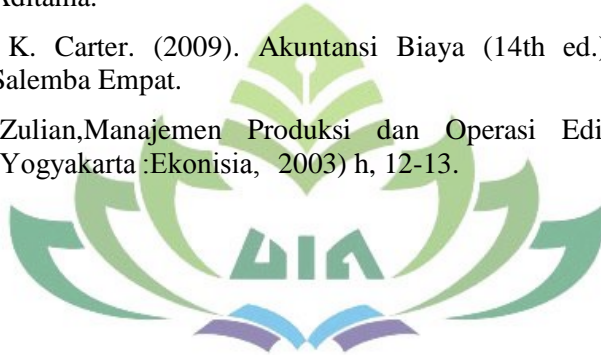 Aditama.
K. Carter. (2009). Akuntansi Biaya (14th ed.)
Salemba Empat.
Zulian,Manajemen Produksi dan Operasi Edi
Yogyakarta :Ekonisia, 2003) h, 12-13.
UIN